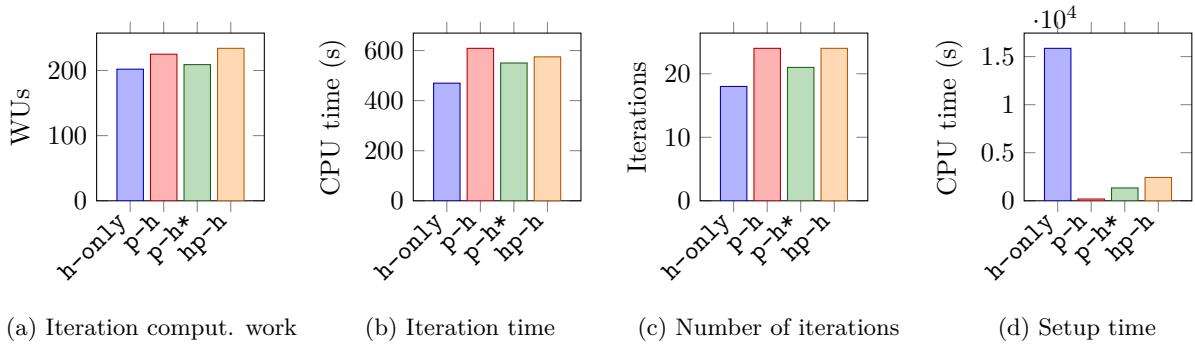 WUs
200
100
0
h-only
p-h
p-h*
hp-h
(a) Iteration comput. work
CPU time (s)
600
400
200
0
h-only
p-h
p-h*
hp-h
(b) Iteration time
Iterations
20
10
0
h-only
p-h
p-h*
hp-h
(c) Number of iterations
·10⁴
CPU time (s)
1.5
1
0.5
0
h-only
p-h
p-h*
hp-h
(d) Setup time